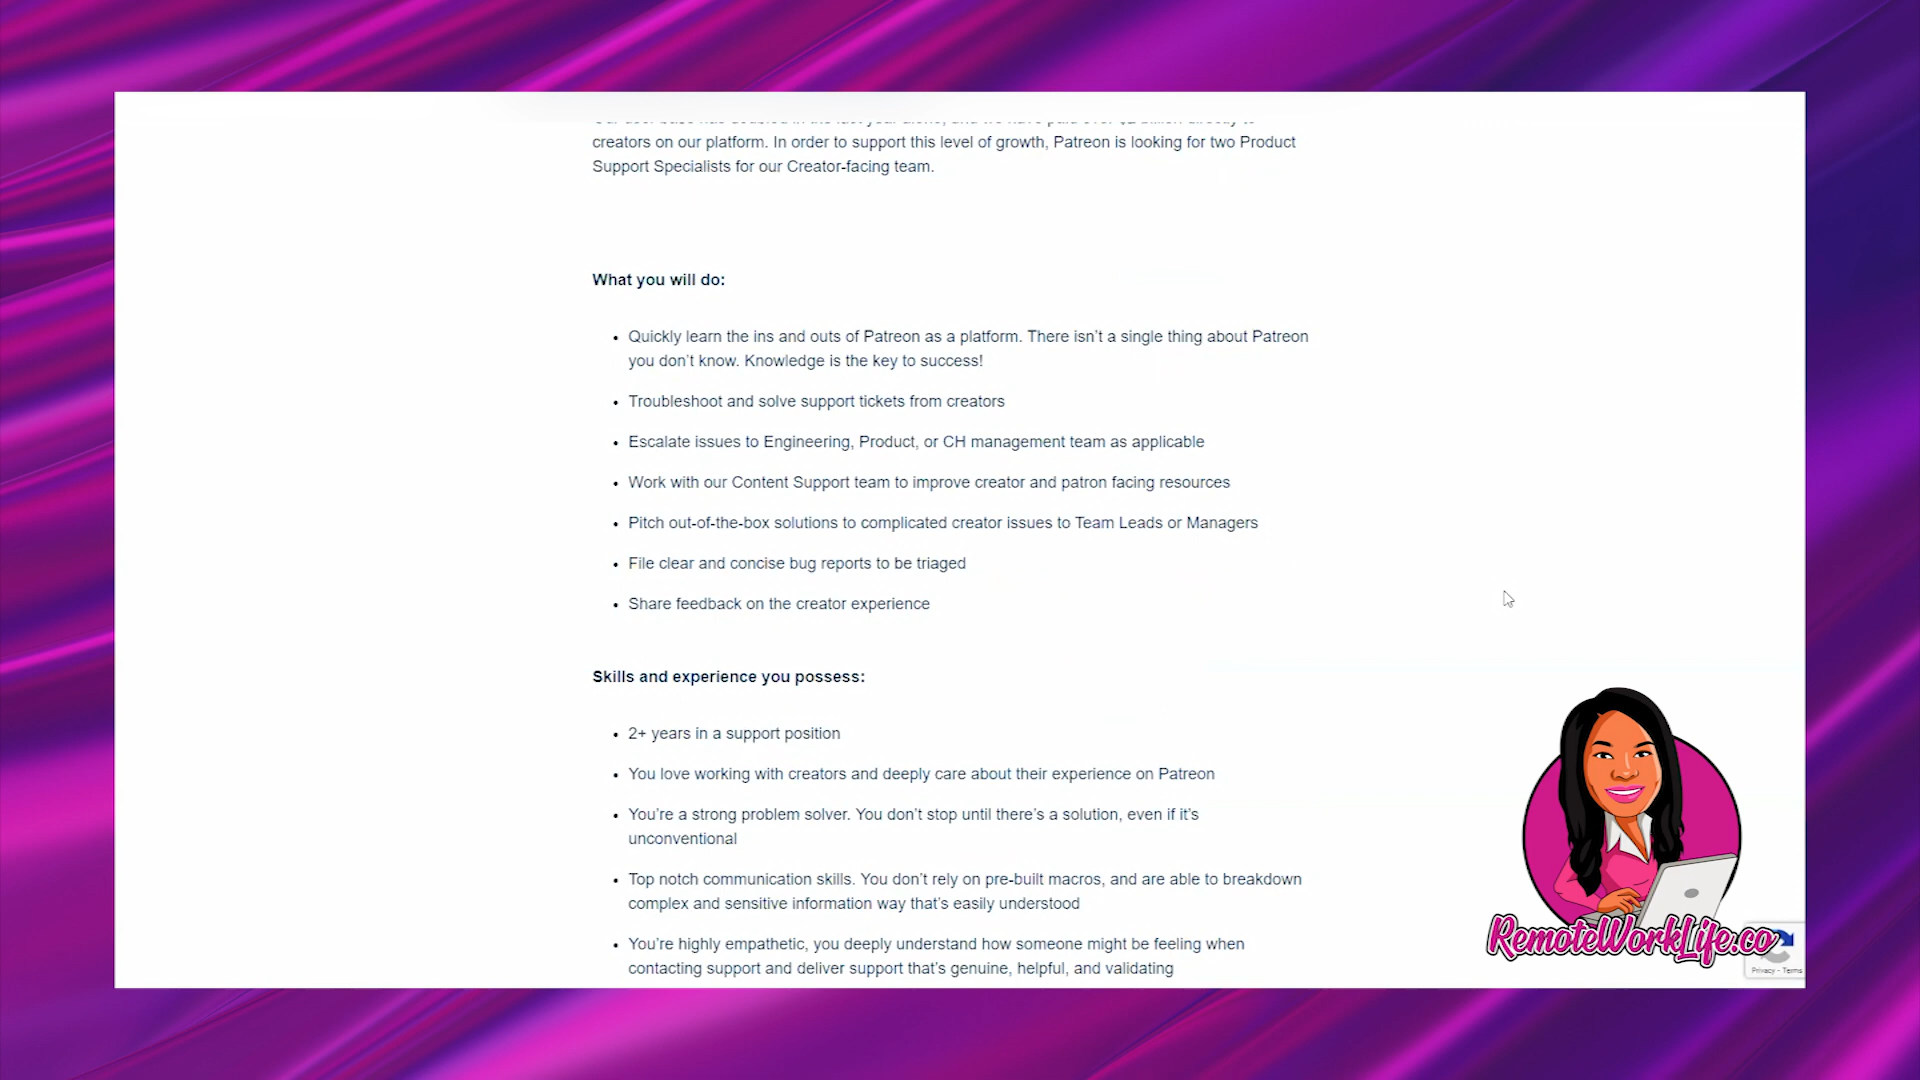 creators on our platform. In order to support this level of growth, Patreon is looking for two Product
Support Specialists for our Creator-facing team.
What you will do:
• Quickly learn the ins and outs of Patreon as a platform. There isn’t a single thing about Patreon
you don’t know. Knowledge is the key to success!
• Troubleshoot and solve support tickets from creators
• Escalate issues to Engineering, Product, or CH management team as applicable
• Work with our Content Support team to improve creator and patron facing resources
• Pitch out-of-the-box solutions to complicated creator issues to Team Leads or Managers
• File clear and concise bug reports to be triaged
• Share feedback on the creator experience
Skills and experience you possess:
• 2+ years in a support position
• You love working with creators and deeply care about their experience on Patreon
• You’re a strong problem solver. You don’t stop until there’s a solution, even if it’s
unconventional
• Top notch communication skills. You don’t rely on pre-built macros, and are able to breakdown
complex and sensitive information way that’s easily understood
• You’re highly empathetic, you deeply understand how someone might be feeling when
contacting support and deliver support that’s genuine, helpful, and validating
RemoteWorkLife.co
Privacy - Terms